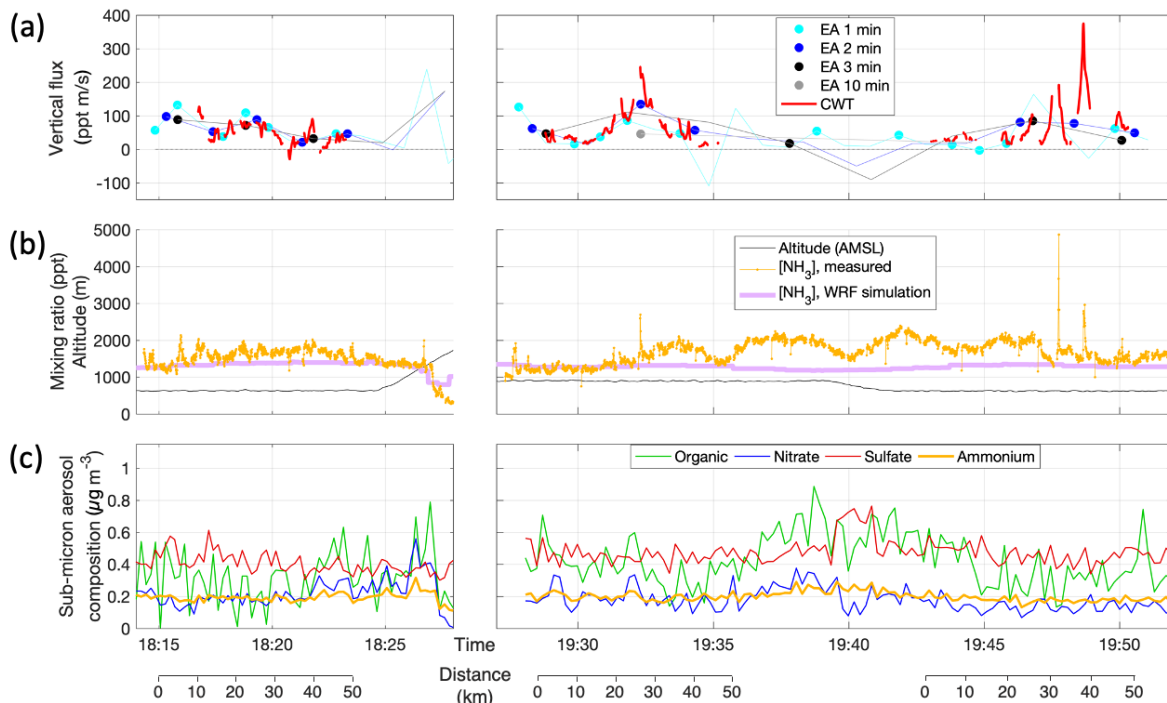 (a)
Vertical flux
(ppt m/s)
400
300
200
100
0
-100
EA 1 min
EA 2 min
EA 3 min
EA 10 min
CWT
(b)
Mixing ratio (ppt)
Altitude (m)
5000
4000
3000
2000
1000
0
Altitude (AMSL)
[NH₃], measured
[NH₃], WRF simulation
(c)
Sub-micron aerosol
composition (µg m⁻³)
1
0.8
0.6
0.4
0.2
0
Organic Nitrate Sulfate Ammonium
18:15 18:20 18:25 Time 19:30 19:35 19:40 19:45 19:50
Distance
(km)
0 10 20 30 40 50 0 10 20 30 40 50 0 10 20 30 40 50